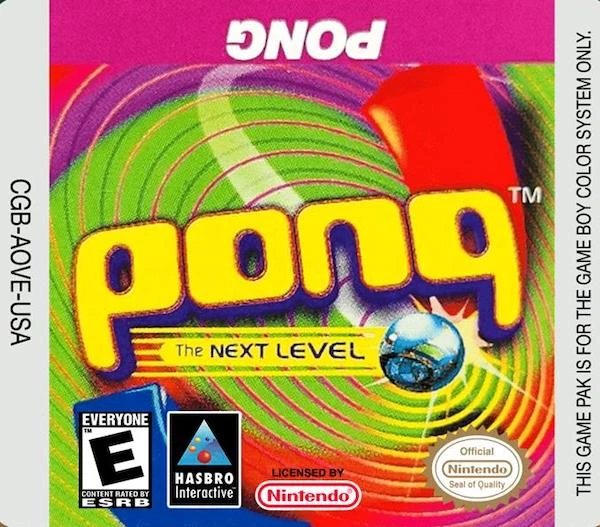 PONG
CGB-AOVE-USA
pong
TM
The NEXT LEVEL
EVERYONE
TM
E
CONTENT RATED BY
ESRB
HASBRO
Interactive
LICENSED BY
Nintendo
Official
Nintendo
Seal of Quality
THIS GAME PAK IS FOR THE GAME BOY COLOR SYSTEM ONLY.